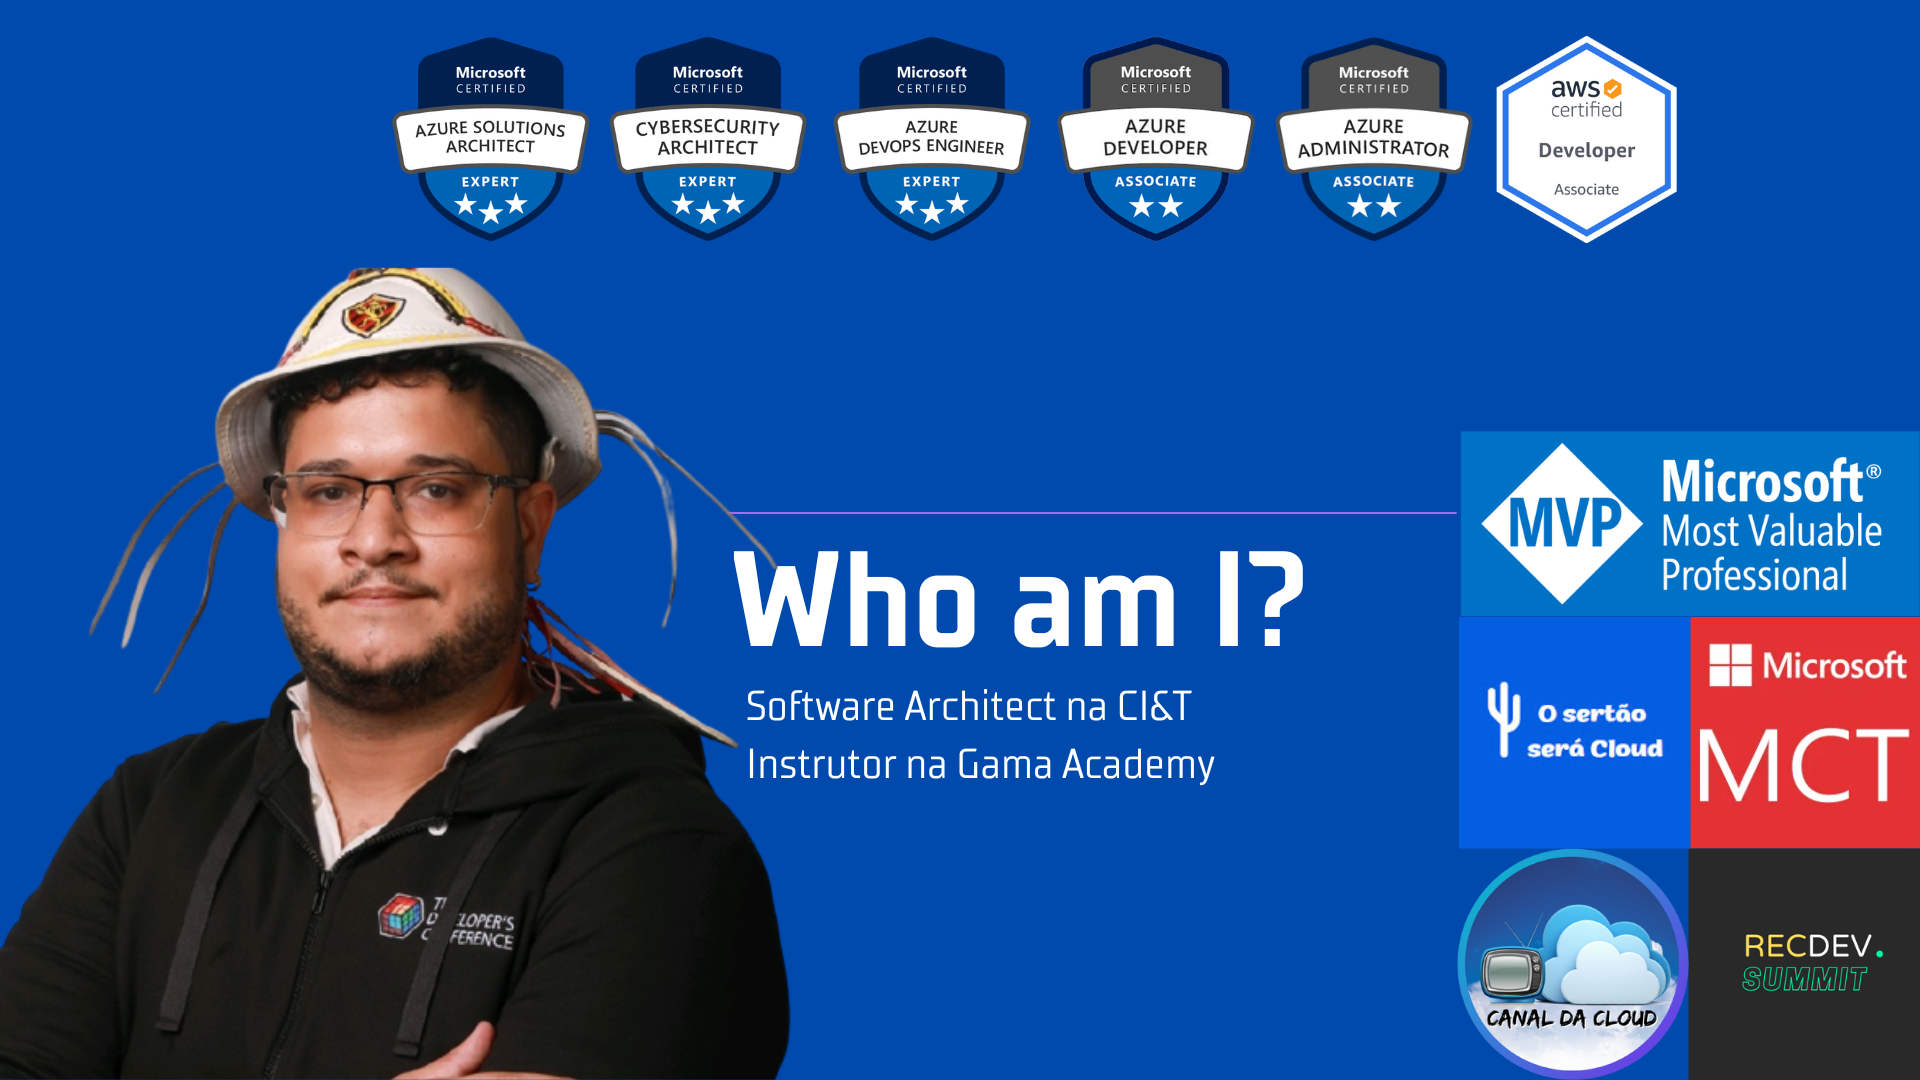 Microsoft
CERTIFIED
AZURE SOLUTIONS
ARCHITECT
EXPERT
Microsoft
CERTIFIED
CYBERSECURITY
ARCHITECT
EXPERT
Microsoft
CERTIFIED
AZURE
DEVOPS ENGINEER
EXPERT
Microsoft
CERTIFIED
AZURE
DEVELOPER
ASSOCIATE
Microsoft
CERTIFIED
AZURE
ADMINISTRATOR
ASSOCIATE
aws
certified
Developer
Associate
Who am I?
Software Architect na CI&T
Instrutor na Gama Academy
MVP
Microsoft®
Most Valuable
Professional
O sertão
será Cloud
Microsoft
MCT
CANAL DA CLOUD
RECDEV.
SUMMIT